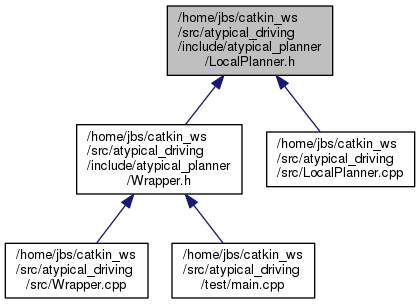 /home/jbs/catkin_ws
/src/atypical_driving
/include/atypical_planner
/LocalPlanner.h
/home/jbs/catkin_ws
/src/atypical_driving
/include/atypical_planner
/Wrapper.h
/home/jbs/catkin_ws
/src/atypical_driving
/src/LocalPlanner.cpp
/home/jbs/catkin_ws
/src/atypical_driving
/src/Wrapper.cpp
/home/jbs/catkin_ws
/src/atypical_driving
/test/main.cpp